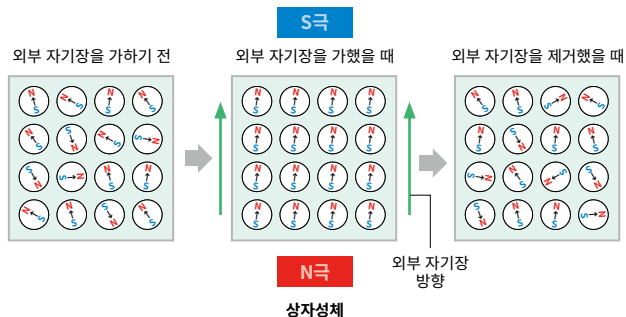 S극
외부 자기장을 가하기 전
외부 자기장을 가했을 때
외부 자기장을 제거했을 때
N S N S N S N S N S N S N S N S N S N S N S N S
N S S N N S S N N S N S N S N S N S S N N S N S
S N S N N S N S N S N S N S N S S N N S N S S N
N S N S S N N S N S N S N S N S S N N S N S S N
N극
외부 자기장
방향
상자성체